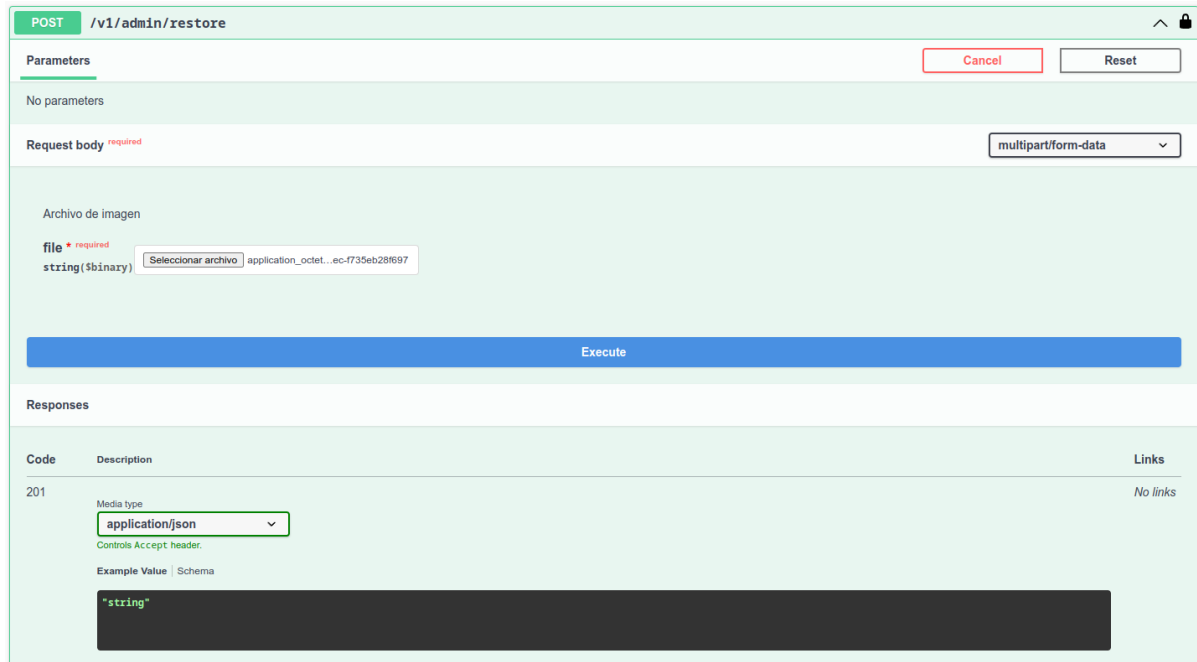 POST /v1/admin/restore
Parameters
Cancel
Reset
No parameters
Request body required
multipart/form-data
Archivo de imagen
file * required
string($binary)
Seleccionar archivo application_octet…ec-f735eb28f697
Execute
Responses
Code Description Links
201 No links
Media type
application/json
Controls Accept header.
Example Value Schema
"string"